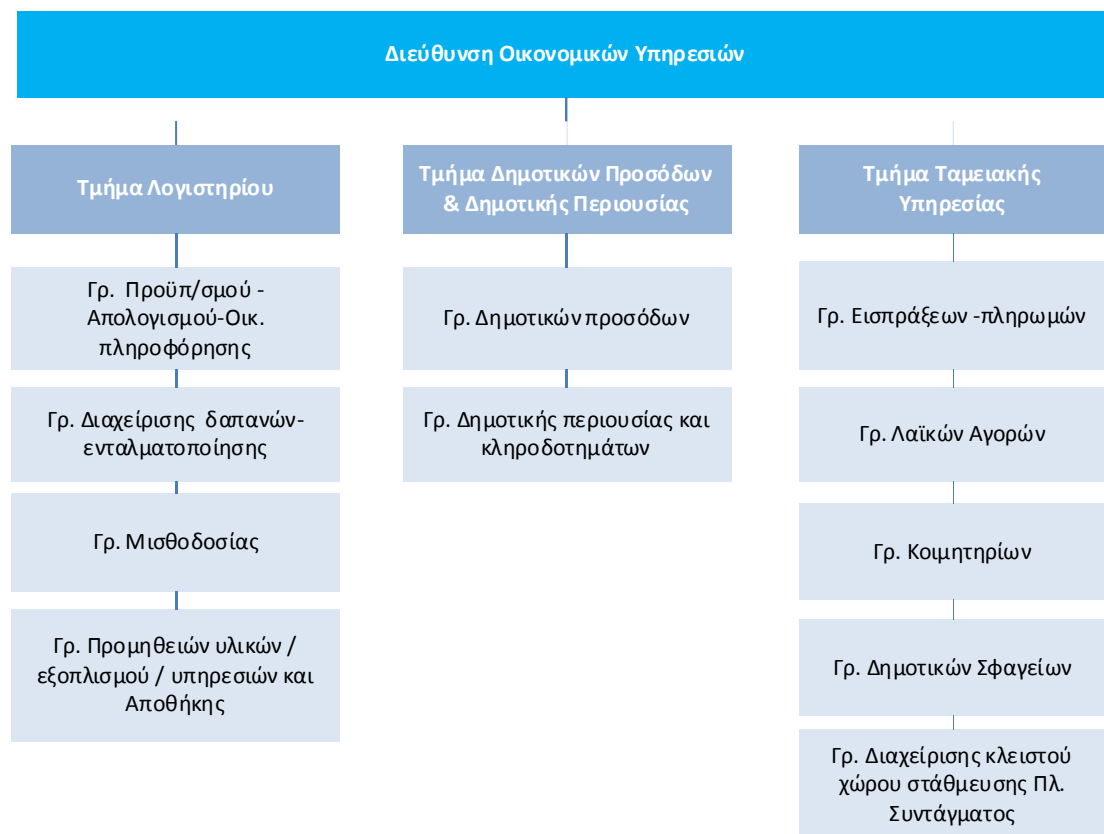 Διεύθυνση Οικονομικών Υπηρεσιών
Τμήμα Λογιστηρίου
Γρ. Προϋπ/σμού -
Απολογισμού-Οικ.
πληροφόρησης
Γρ. Διαχείρισης δαπανών-
ενταλματοποίησης
Γρ. Μισθοδοσίας
Γρ. Προμηθειών υλικών /
εξοπλισμού / υπηρεσιών και
Αποθήκης
Τμήμα Δημοτικών Προσόδων
& Δημοτικής Περιουσίας
Γρ. Δημοτικών προσόδων
Γρ. Δημοτικής περιουσίας και
κληροδοτημάτων
Τμήμα Ταμειακής
Υπηρεσίας
Γρ. Εισπράξεων -πληρωμών
Γρ. Λαϊκών Αγορών
Γρ. Κοιμητηρίων
Γρ. Δημοτικών Σφαγείων
Γρ. Διαχείρισης κλειστού
χώρου στάθμευσης Πλ.
Συντάγματος